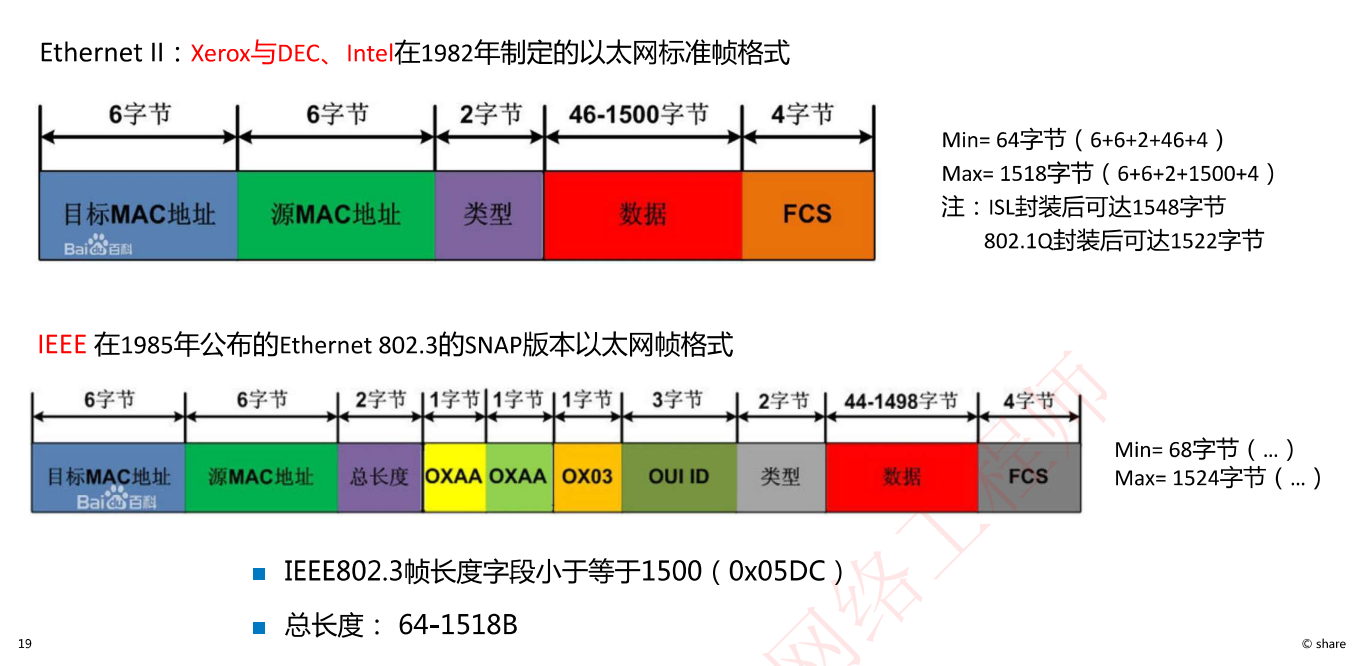 Ethernet II：Xerox与DEC、Intel在1982年制定的以太网标准帧格式
6字节 6字节 2字节 46-1500字节 4字节
目标MAC地址 源MAC地址 类型 数据 FCS
Bai百科
Min= 64字节（6+6+2+46+4）
Max= 1518字节（6+6+2+1500+4）
注：ISL封装后可达1548字节
802.1Q封装后可达1522字节
IEEE 在1985年公布的Ethernet 802.3的SNAP版本以太网帧格式
6字节 6字节 2字节 1字节 1字节 1字节 3字节 2字节 44-1498字节 4字节
目标MAC地址 源MAC地址 总长度 OXAA OXAA OX03 OUI ID 类型 数据 FCS
Bai百科
Min= 68字节（...）
Max= 1524字节（...）
IEEE802.3帧长度字段小于等于1500（0x05DC）
总长度： 64-1518B
网络工程师
19
© share